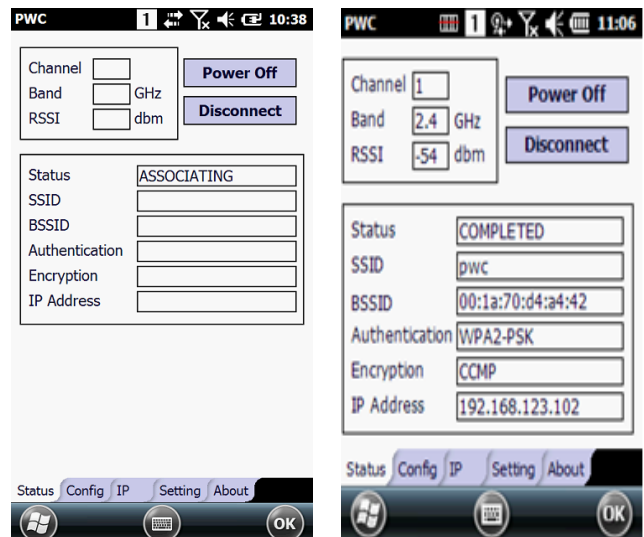 PWC 1 10:38
Channel
Power Off
Band GHz
RSSI dbm
Disconnect
Status ASSOCIATING
SSID
BSSID
Authentication
Encryption
IP Address
Status Config IP Setting About
OK
PWC 1 11:06
Channel 1
Power Off
Band 2.4 GHz
RSSI -54 dbm
Disconnect
Status COMPLETED
SSID pwc
BSSID 00:1a:70:d4:a4:42
Authentication WPA2-PSK
Encryption CCMP
IP Address 192.168.123.102
Status Config IP Setting About
OK